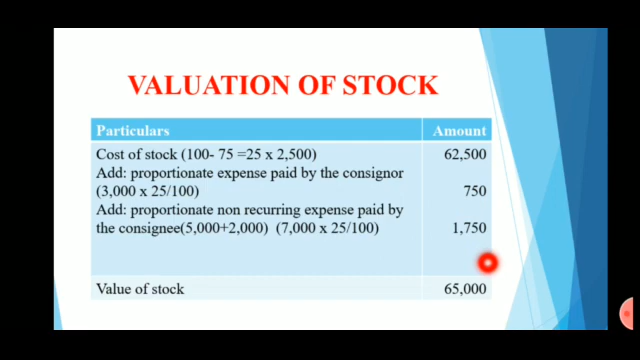 VALUATION OF STOCK
Particulars Amount
Cost of stock (100- 75 =25 x 2,500) 62,500
Add: proportionate expense paid by the consignor
(3,000 x 25/100) 750
Add: proportionate non recurring expense paid by
the consignee(5,000+2,000) (7,000 x 25/100) 1,750
Value of stock 65,000